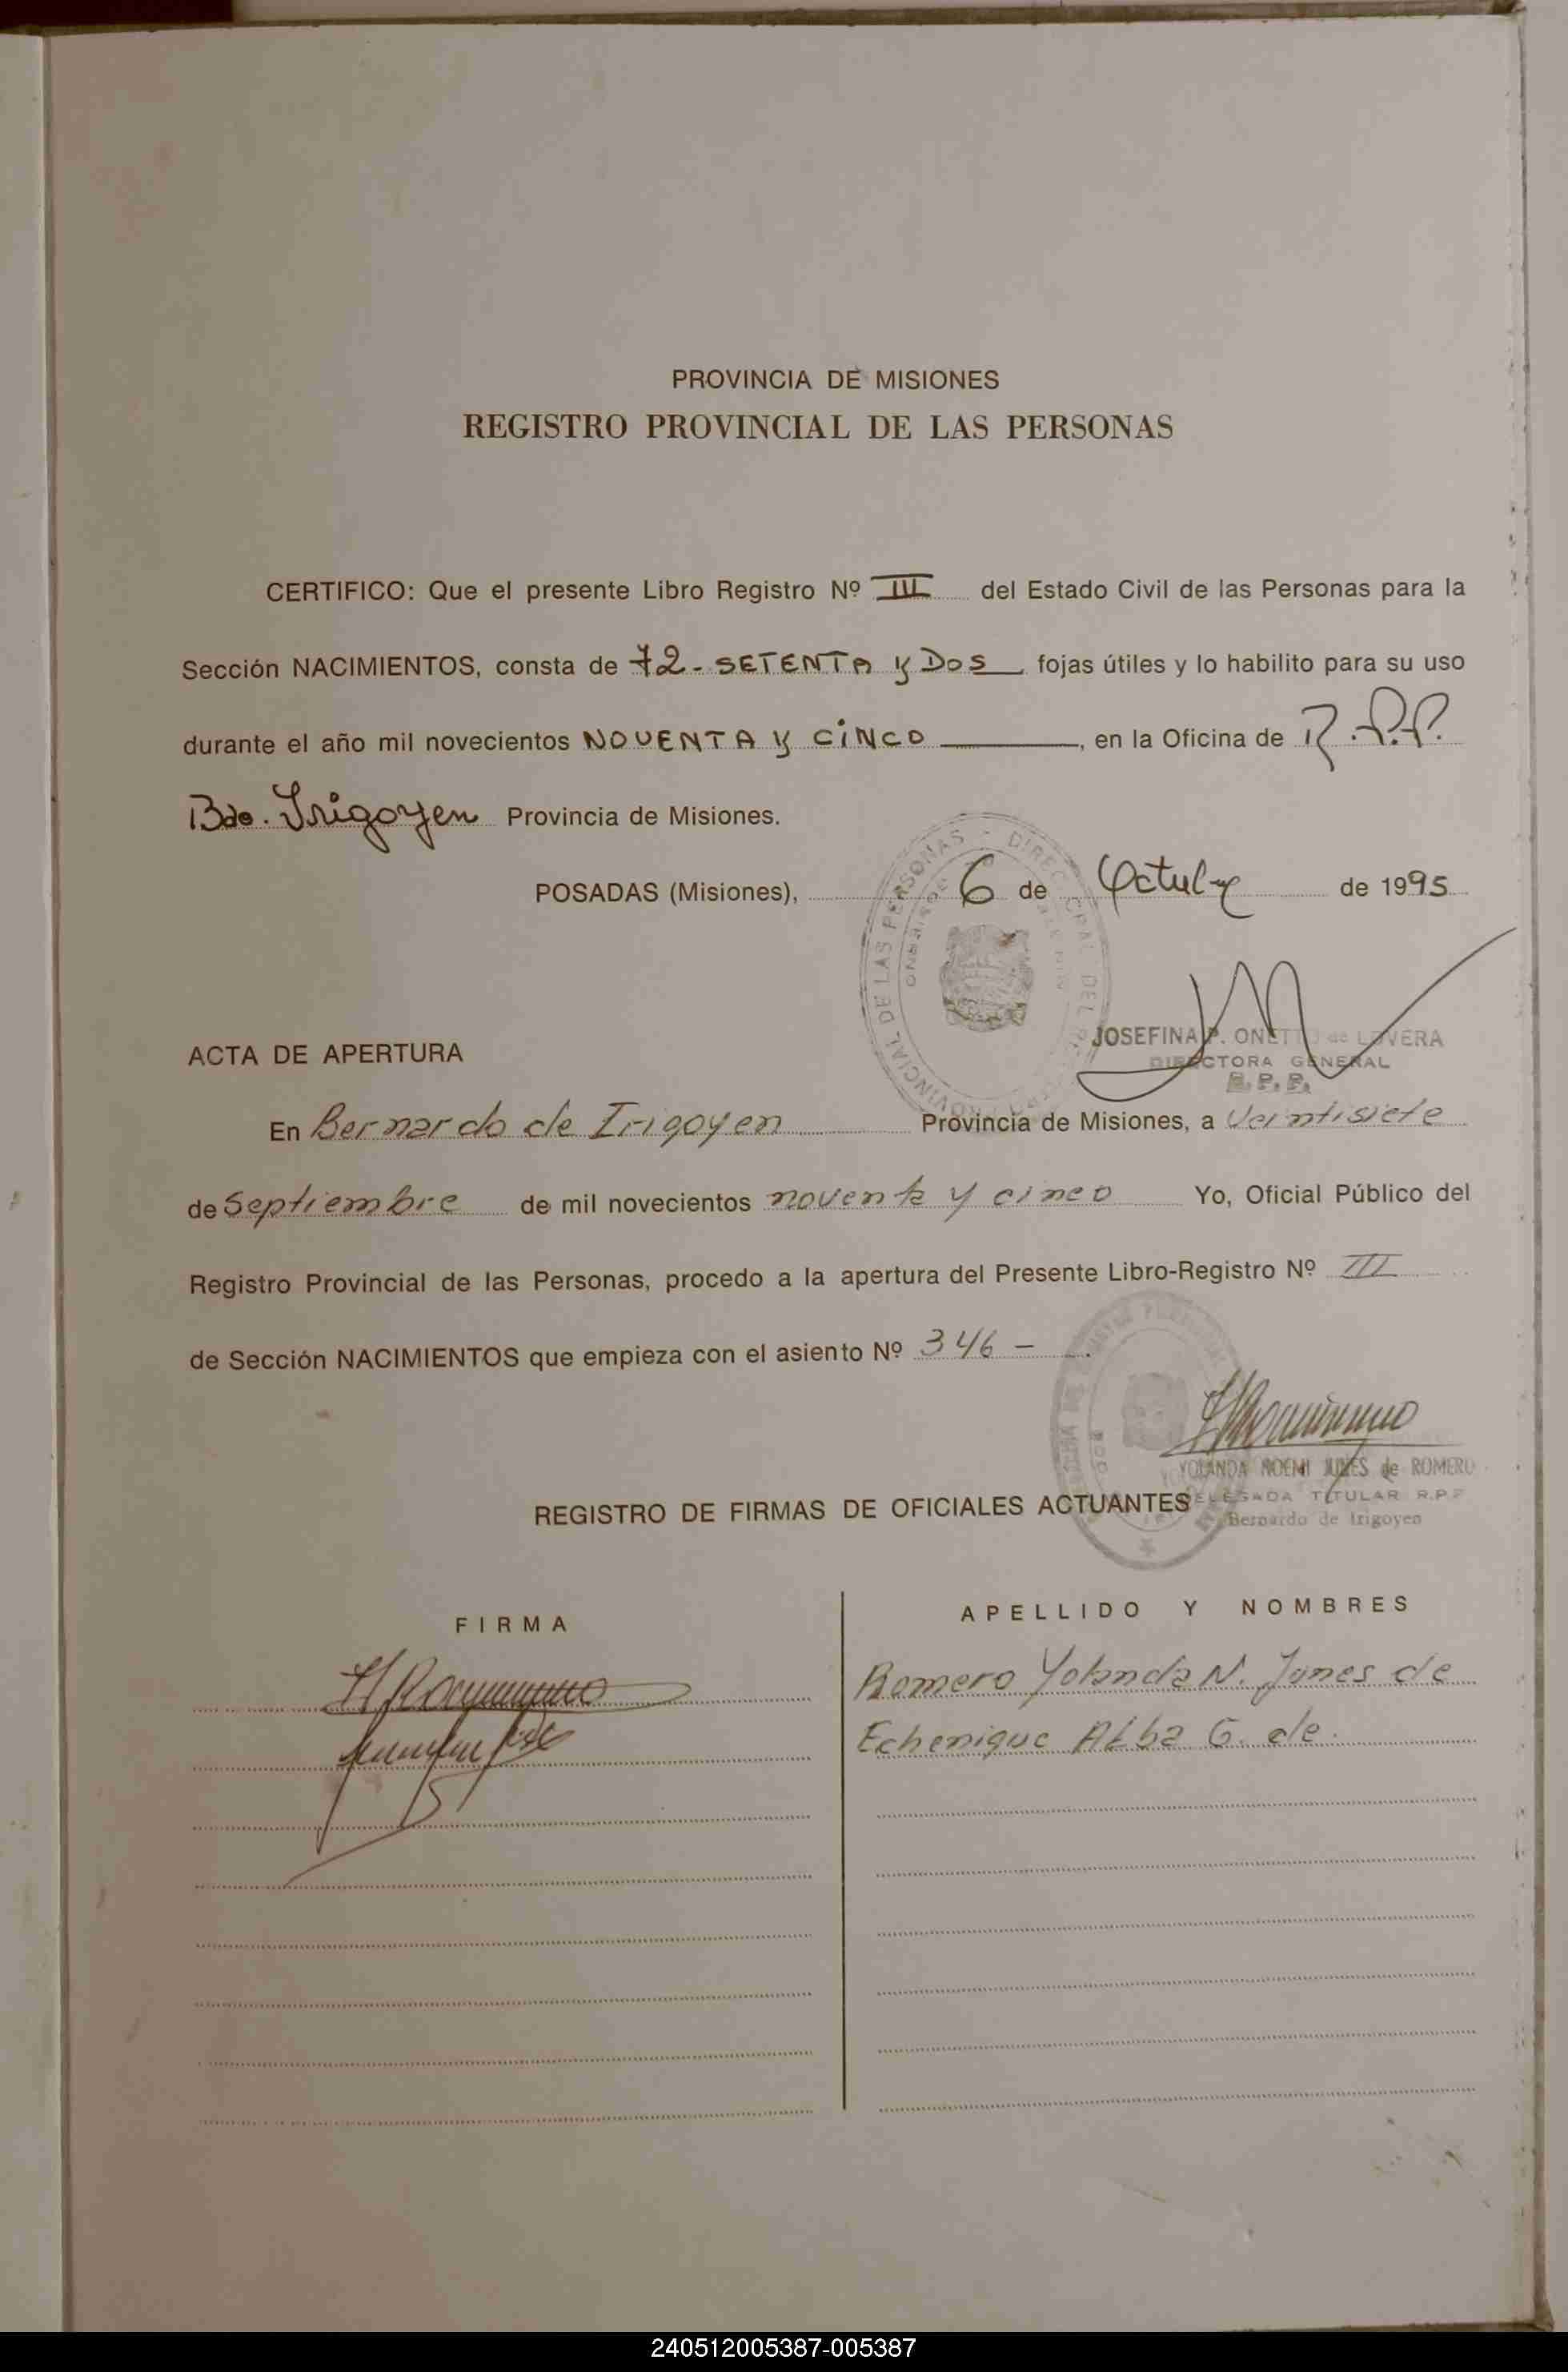 PROVINCIA DE MISIONES
REGISTRO PROVINCIAL DE LAS PERSONAS
CERTIFICO: Que el presente Libro Registro Nº III del Estado Civil de las Personas para la
Sección NACIMIENTOS, consta de 72 - SETENTA y DOS fojas útiles y lo habilito para su uso
durante el año mil novecientos NOVENTA y CiNCO, en la Oficina de R.P.P.
Bdo. Irigoyen Provincia de Misiones.
POSADAS (Misiones), 6 de Octubre de 1995
JOSEFINA P. ONETTO de LOVERA
DIRECTORA GENERAL
R.P.P.
ACTA DE APERTURA
En Bernardo de Irigoyen Provincia de Misiones, a Veintisiete
de Septiembre de mil novecientos noventa y cinco Yo, Oficial Público del
Registro Provincial de las Personas, procedo a la apertura del Presente Libro-Registro Nº III
de Sección NACIMIENTOS que empieza con el asiento Nº 346 - .
YOLANDA NOEMI JUNES de ROMERO
DELEGADA TITULAR R.P.P
Bernardo de Irigoyen
REGISTRO DE FIRMAS DE OFICIALES ACTUANTES
FIRMA
APELLIDO Y NOMBRES
Romero Yolanda N. Junes de
Echenique Alba G. de.
240512005387-005387